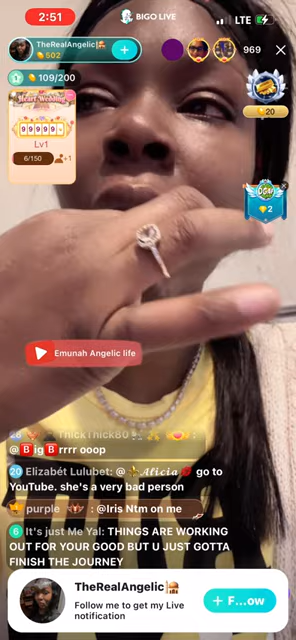 2:51
BIGO LIVE
LTE
TheRealAngelic
502
+
969
×
109/200
Heart Wedding
99999
Lv1
6/150
+1
20
2
Emunah Angelic life
28 ThickThick80 :
@🅱ig🅱rrrr ooop
20 Elizabét Lulubet: @ 𝓐𝓵𝓲𝓬𝓲𝓪 go to
YouTube. she's a very bad person
purple : @Iris Ntm on me
6 It's just Me Yal: THINGS ARE WORKING
OUT FOR YOUR GOOD BUT U JUST GOTTA
FINISH THE JOURNEY
TheRealAngelic
Follow me to get my Live
notification
+ F...ow